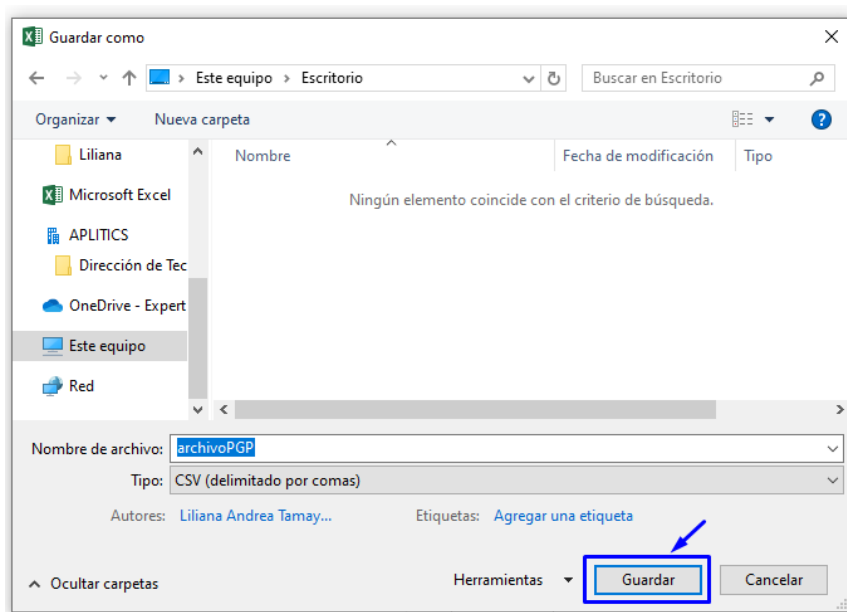 Guardar como
Este equipo > Escritorio
Buscar en Escritorio
Organizar
Nueva carpeta
?
Liliana
Nombre
Fecha de modificación
Tipo
Ningún elemento coincide con el criterio de búsqueda.
Microsoft Excel
APLITICS
Dirección de Tec
OneDrive - Expert
Este equipo
Red
Nombre de archivo: archivoPGP
Tipo: CSV (delimitado por comas)
Autores: Liliana Andrea Tamay...
Etiquetas: Agregar una etiqueta
Ocultar carpetas
Herramientas
Guardar
Cancelar